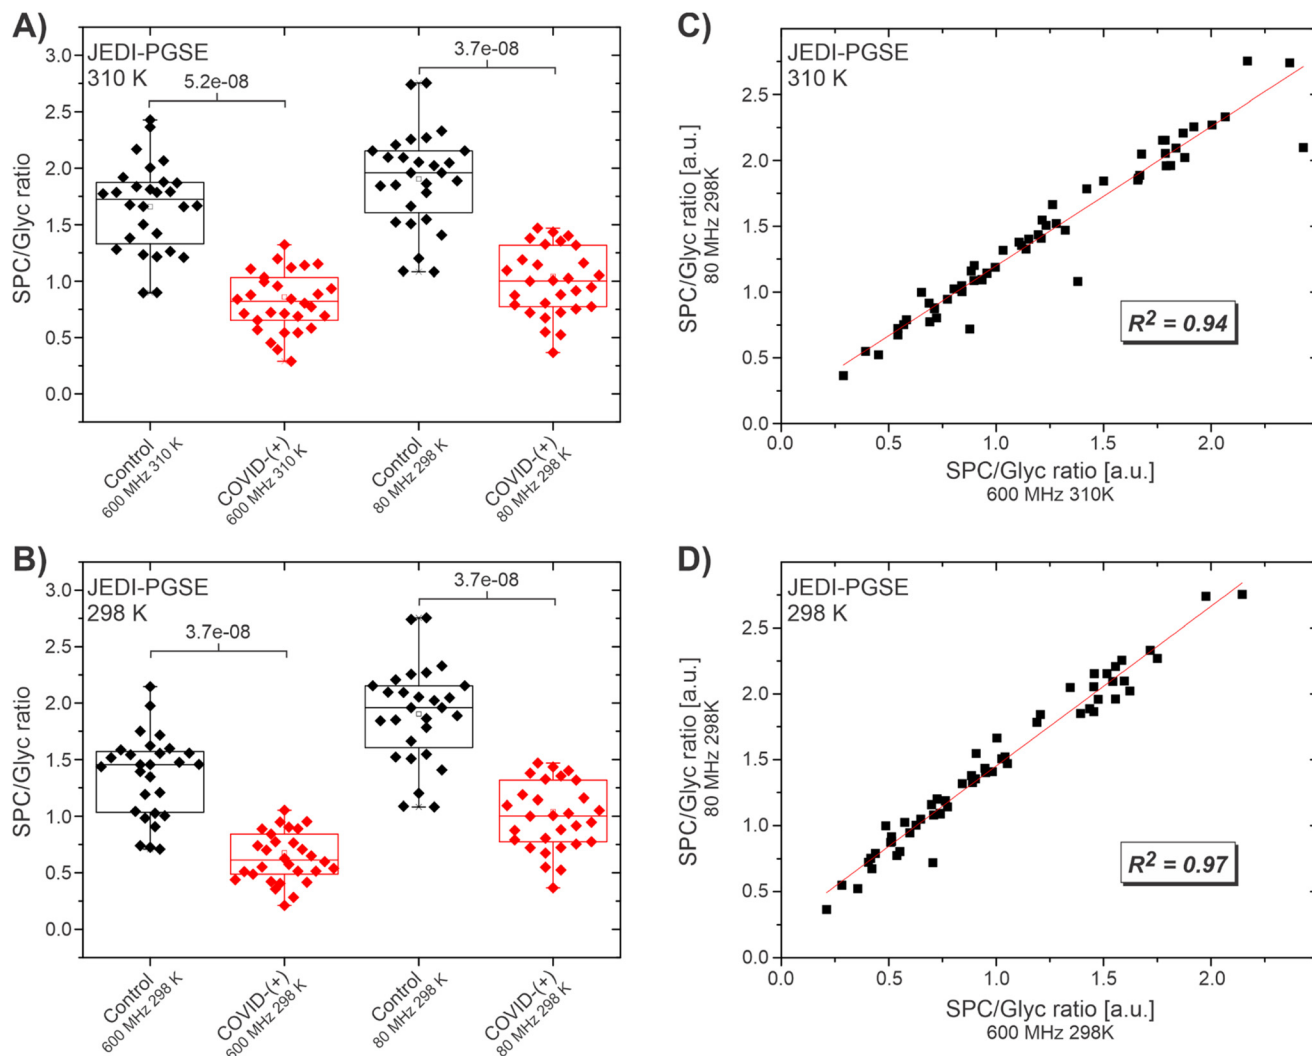 A)
JEDI-PGSE
310 K
5.2e-08
3.7e-08
3.0
2.5
2.0
1.5
1.0
0.5
0.0
SPC/Glyc ratio
Control
600 MHz 310 K
COVID-(+)
600 MHz 310 K
Control
80 MHz 298 K
COVID-(+)
80 MHz 298 K
C)
JEDI-PGSE
310 K
2.5
2.0
1.5
1.0
0.5
0.0
SPC/Glyc ratio [a.u.]
80 MHz 298K
R² = 0.94
0.0 0.5 1.0 1.5 2.0
SPC/Glyc ratio [a.u.]
600 MHz 310K
B)
JEDI-PGSE
298 K
3.7e-08
3.7e-08
3.0
2.5
2.0
1.5
1.0
0.5
0.0
SPC/Glyc ratio
Control
600 MHz 298 K
COVID-(+)
600 MHz 298 K
Control
80 MHz 298 K
COVID-(+)
80 MHz 298 K
D)
JEDI-PGSE
298 K
2.5
2.0
1.5
1.0
0.5
0.0
SPC/Glyc ratio [a.u.]
80 MHz 298K
R² = 0.97
0.0 0.5 1.0 1.5 2.0
SPC/Glyc ratio [a.u.]
600 MHz 298K